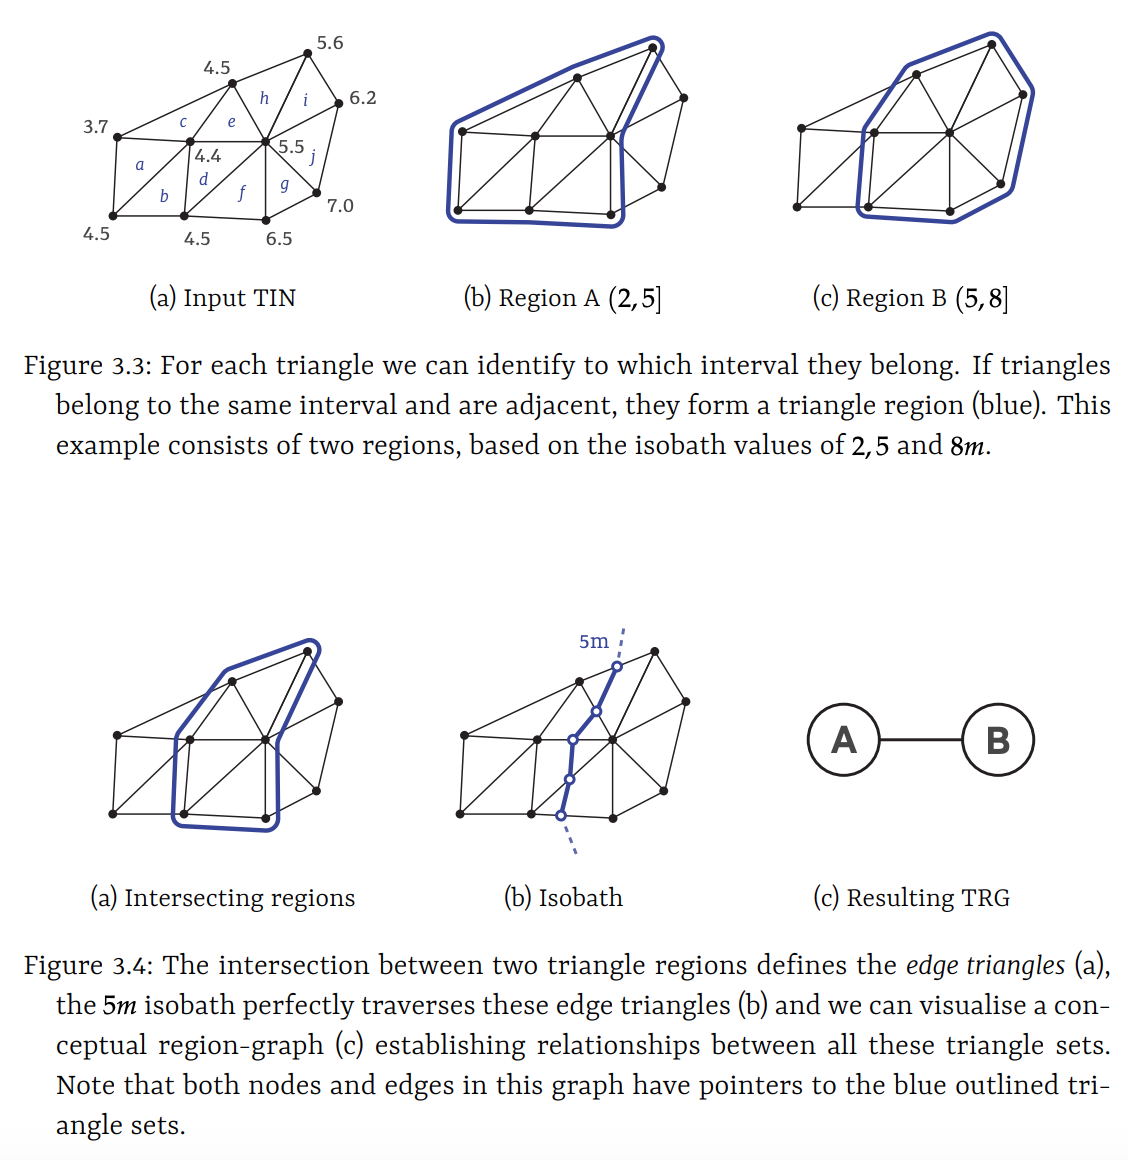 5.6
4.5
h
i
6.2
3.7
c
e
5.5
4.4
j
a
d
b
f
g
7.0
4.5
4.5
6.5
(a) Input TIN
(b) Region A (2, 5]
(c) Region B (5, 8]
Figure 3.3: For each triangle we can identify to which interval they belong. If triangles
belong to the same interval and are adjacent, they form a triangle region (blue). This
example consists of two regions, based on the isobath values of 2, 5 and 8m.
5m
A
B
(a) Intersecting regions
(b) Isobath
(c) Resulting TRG
Figure 3.4: The intersection between two triangle regions defines the edge triangles (a),
the 5m isobath perfectly traverses these edge triangles (b) and we can visualise a con-
ceptual region-graph (c) establishing relationships between all these triangle sets.
Note that both nodes and edges in this graph have pointers to the blue outlined tri-
angle sets.